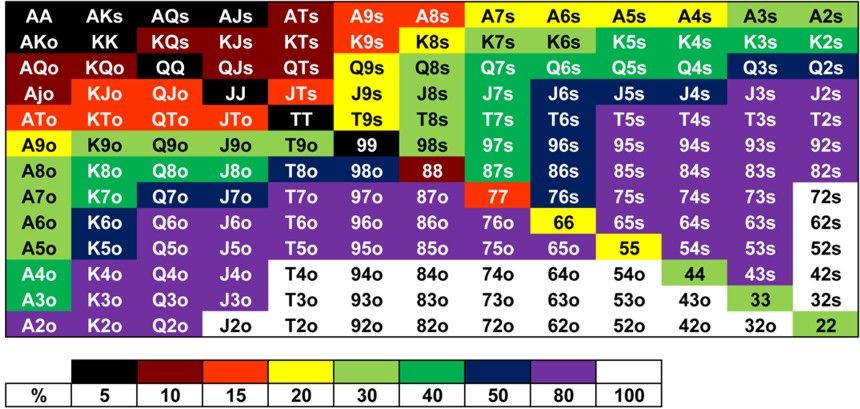 AA AKs AQs AJs ATs A9s A8s A7s A6s A5s A4s A3s A2s
AKo KK KQs KJs KTs K9s K8s K7s K6s K5s K4s K3s K2s
AQo KQo QQ QJs QTs Q9s Q8s Q7s Q6s Q5s Q4s Q3s Q2s
Ajo KJo QJo JJ JTs J9s J8s J7s J6s J5s J4s J3s J2s
ATo KTo QTo JTo TT T9s T8s T7s T6s T5s T4s T3s T2s
A9o K9o Q9o J9o T9o 99 98s 97s 96s 95s 94s 93s 92s
A8o K8o Q8o J8o T8o 98o 88 87s 86s 85s 84s 83s 82s
A7o K7o Q7o J7o T7o 97o 87o 77 76s 75s 74s 73s 72s
A6o K6o Q6o J6o T6o 96o 86o 76o 66 65s 64s 63s 62s
A5o K5o Q5o J5o T5o 95o 85o 75o 65o 55 54s 53s 52s
A4o K4o Q4o J4o T4o 94o 84o 74o 64o 54o 44 43s 42s
A3o K3o Q3o J3o T3o 93o 83o 73o 63o 53o 43o 33 32s
A2o K2o Q2o J2o T2o 92o 82o 72o 62o 52o 42o 32o 22
% 5 10 15 20 30 40 50 80 100